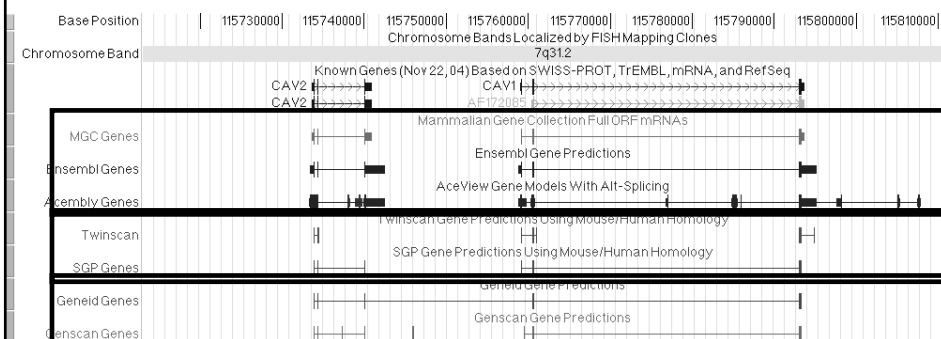 Base Position 115730000 115740000 115750000 115760000 115770000 115780000 115790000 115800000 115810000
Chromosome Bands Localized by FISH Mapping Clones
Chromosome Band 7q31.2
Known Genes (Nov 22, 04) Based on SWISS-PROT, TrEMBL, mRNA, and RefSeq
CAV2 CAV1
CAV2 AF172085
Mammalian Gene Collection Full ORF mRNAs
MGC Genes
Ensembl Gene Predictions
Ensembl Genes
AceView Gene Models With Alt-Splicing
Acembly Genes
Twinscan Gene Predictions Using Mouse/Human Homology
Twinscan
SGP Gene Predictions Using Mouse/Human Homology
SGP Genes
Geneid Gene Predictions
Geneid Genes
Genscan Gene Predictions
Genscan Genes